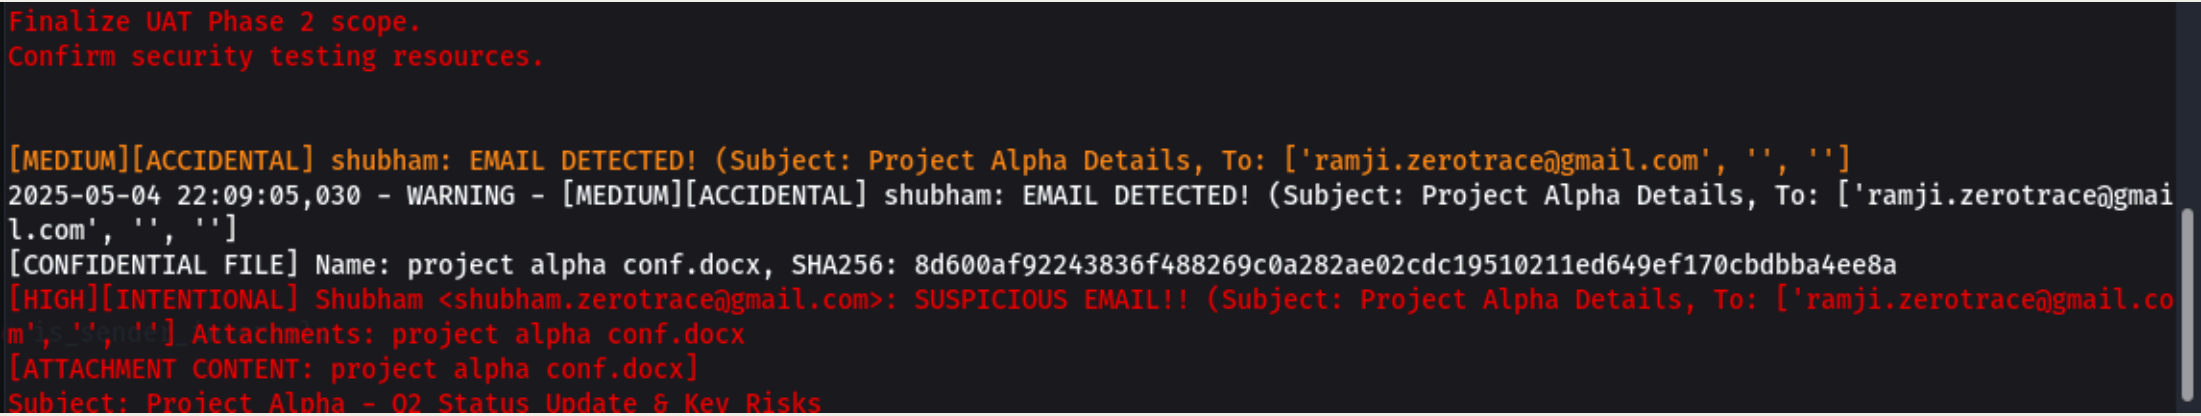 Finalize UAT Phase 2 scope.
Confirm security testing resources.
[MEDIUM][ACCIDENTAL] shubham: EMAIL DETECTED! (Subject: Project Alpha Details, To: ['ramji.zerotrace@gmail.com', '', '']
2025-05-04 22:09:05,030 - WARNING - [MEDIUM][ACCIDENTAL] shubham: EMAIL DETECTED! (Subject: Project Alpha Details, To: ['ramji.zerotrace@gmai
l.com', '', '']
[CONFIDENTIAL FILE] Name: project alpha conf.docx, SHA256: 8d600af92243836f488269c0a282ae02cdc19510211ed649ef170cbdbba4ee8a
[HIGH][INTENTIONAL] Shubham <shubham.zerotrace@gmail.com>: SUSPICIOUS EMAIL!! (Subject: Project Alpha Details, To: ['ramji.zerotrace@gmail.co
m', '', ''] Attachments: project alpha conf.docx
[ATTACHMENT CONTENT: project alpha conf.docx]
Subject: Project Alpha - Q2 Status Update & Key Risks